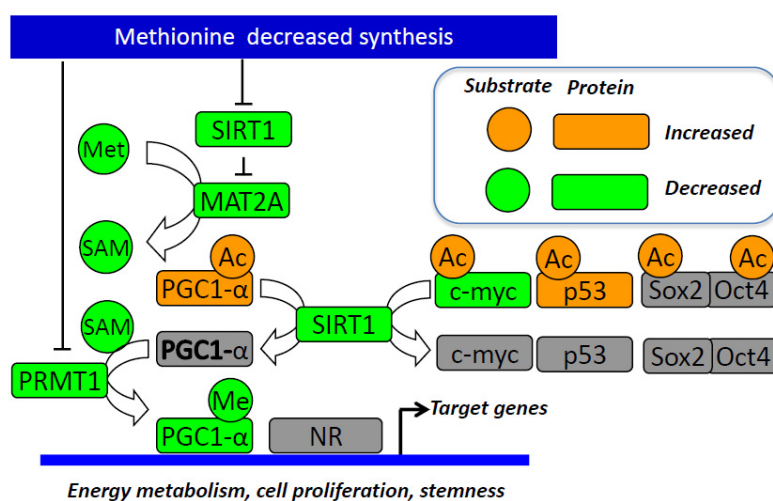 Methionine decreased synthesis
Substrate Protein
Increased
Decreased
SIRT1
Met
MAT2A
SAM
Ac
PGC1-α
Ac
c-myc
Ac
p53
Ac
Sox2
Ac
Oct4
SIRT1
SAM
PGC1-α
c-myc
p53
Sox2
Oct4
PRMT1
Me
PGC1-α
NR
Target genes
Energy metabolism, cell proliferation, stemness